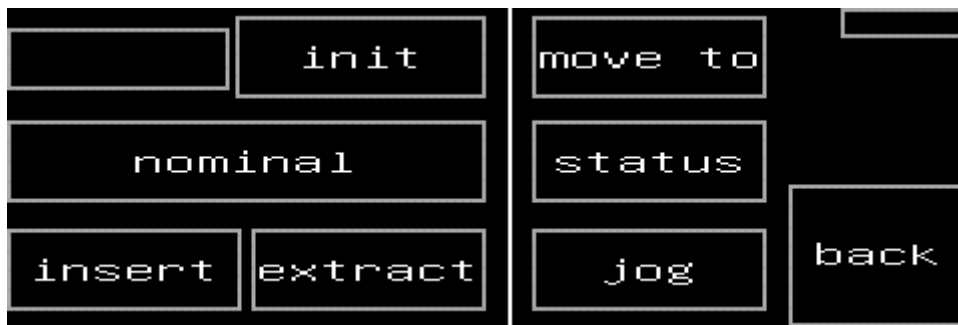 init
move to
nominal
status
insert
extract
jog
back